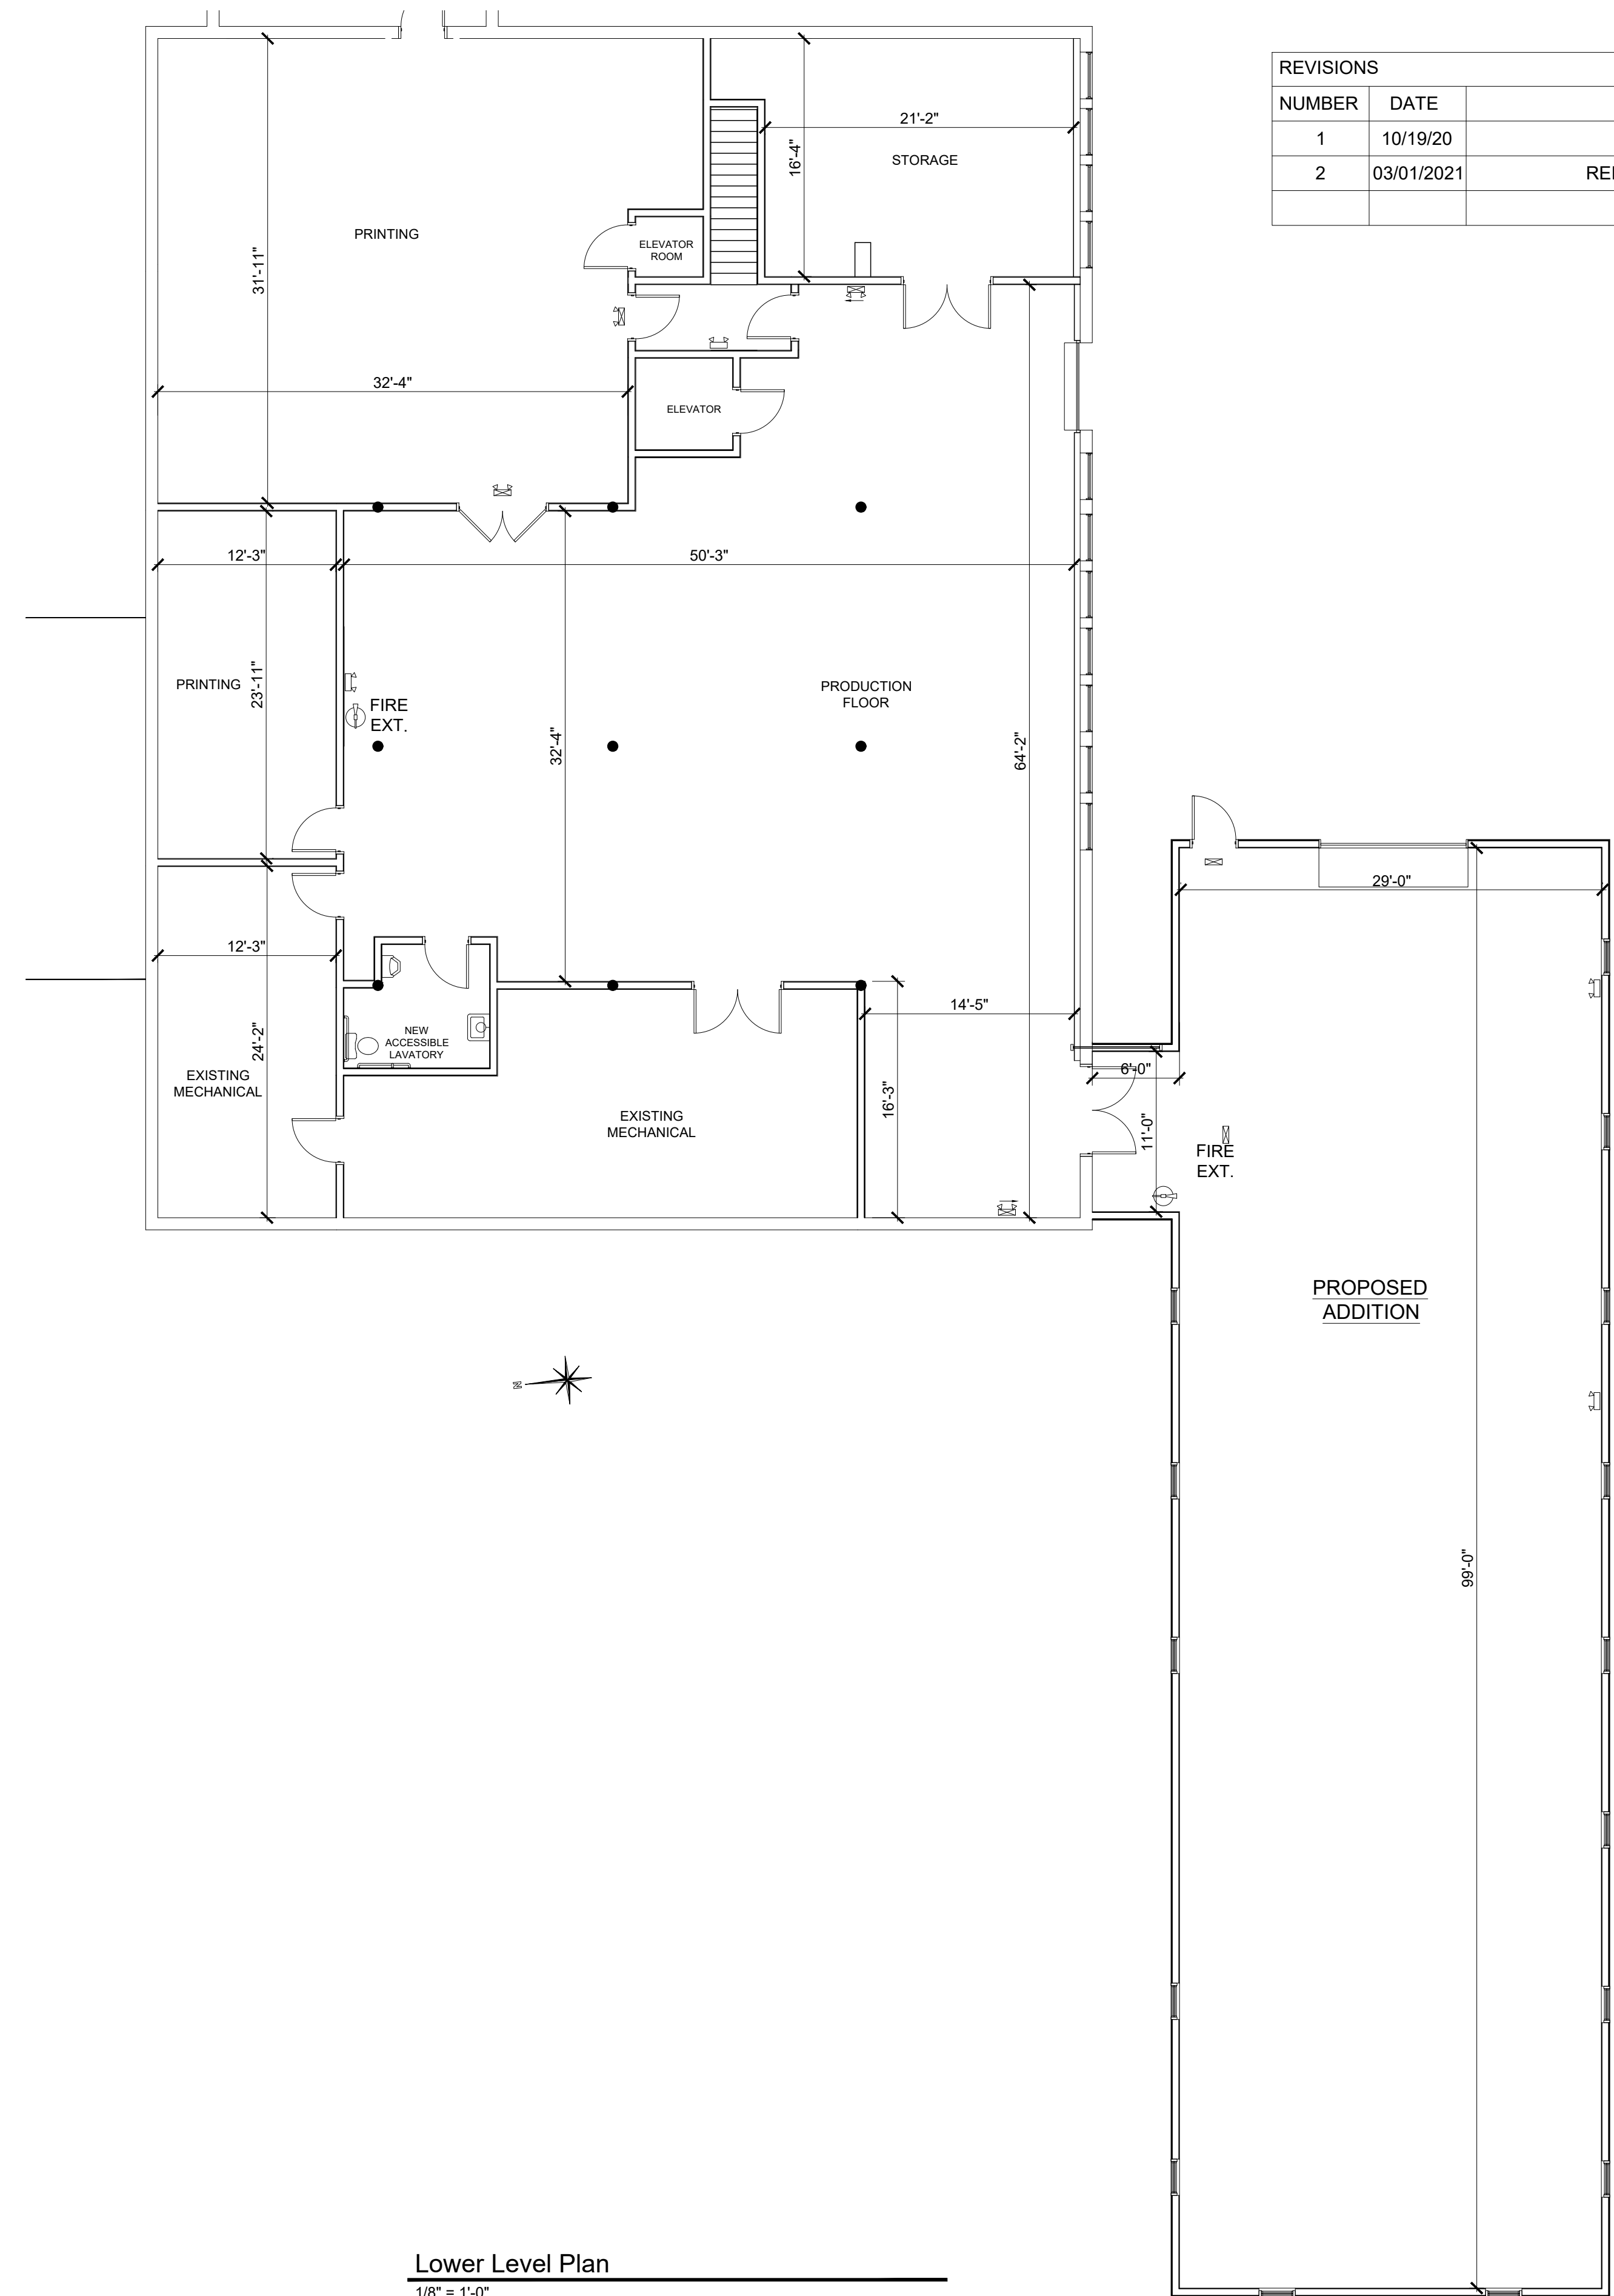 REVISIONS
NUMBER DATE
1 10/19/20
2 03/01/2021
21'-2"
STORAGE
16'-4"
PRINTING
ELEVATOR
ROOM
31'-11"
32'-4"
ELEVATOR
12'-3"
50'-3"
PRINTING
23'-11"
FIRE
EXT.
PRODUCTION
FLOOR
32'-4"
64'-2"
29'-0"
12'-3"
14'-5"
NEW
ACCESSIBLE
LAVATORY
24'-2"
EXISTING
MECHANICAL
6'-0"
16'-3"
EXISTING
MECHANICAL
11'-0"
FIRE
EXT.
PROPOSED
ADDITION
N
99'-0"
Lower Level Plan
1/8" = 1'-0"